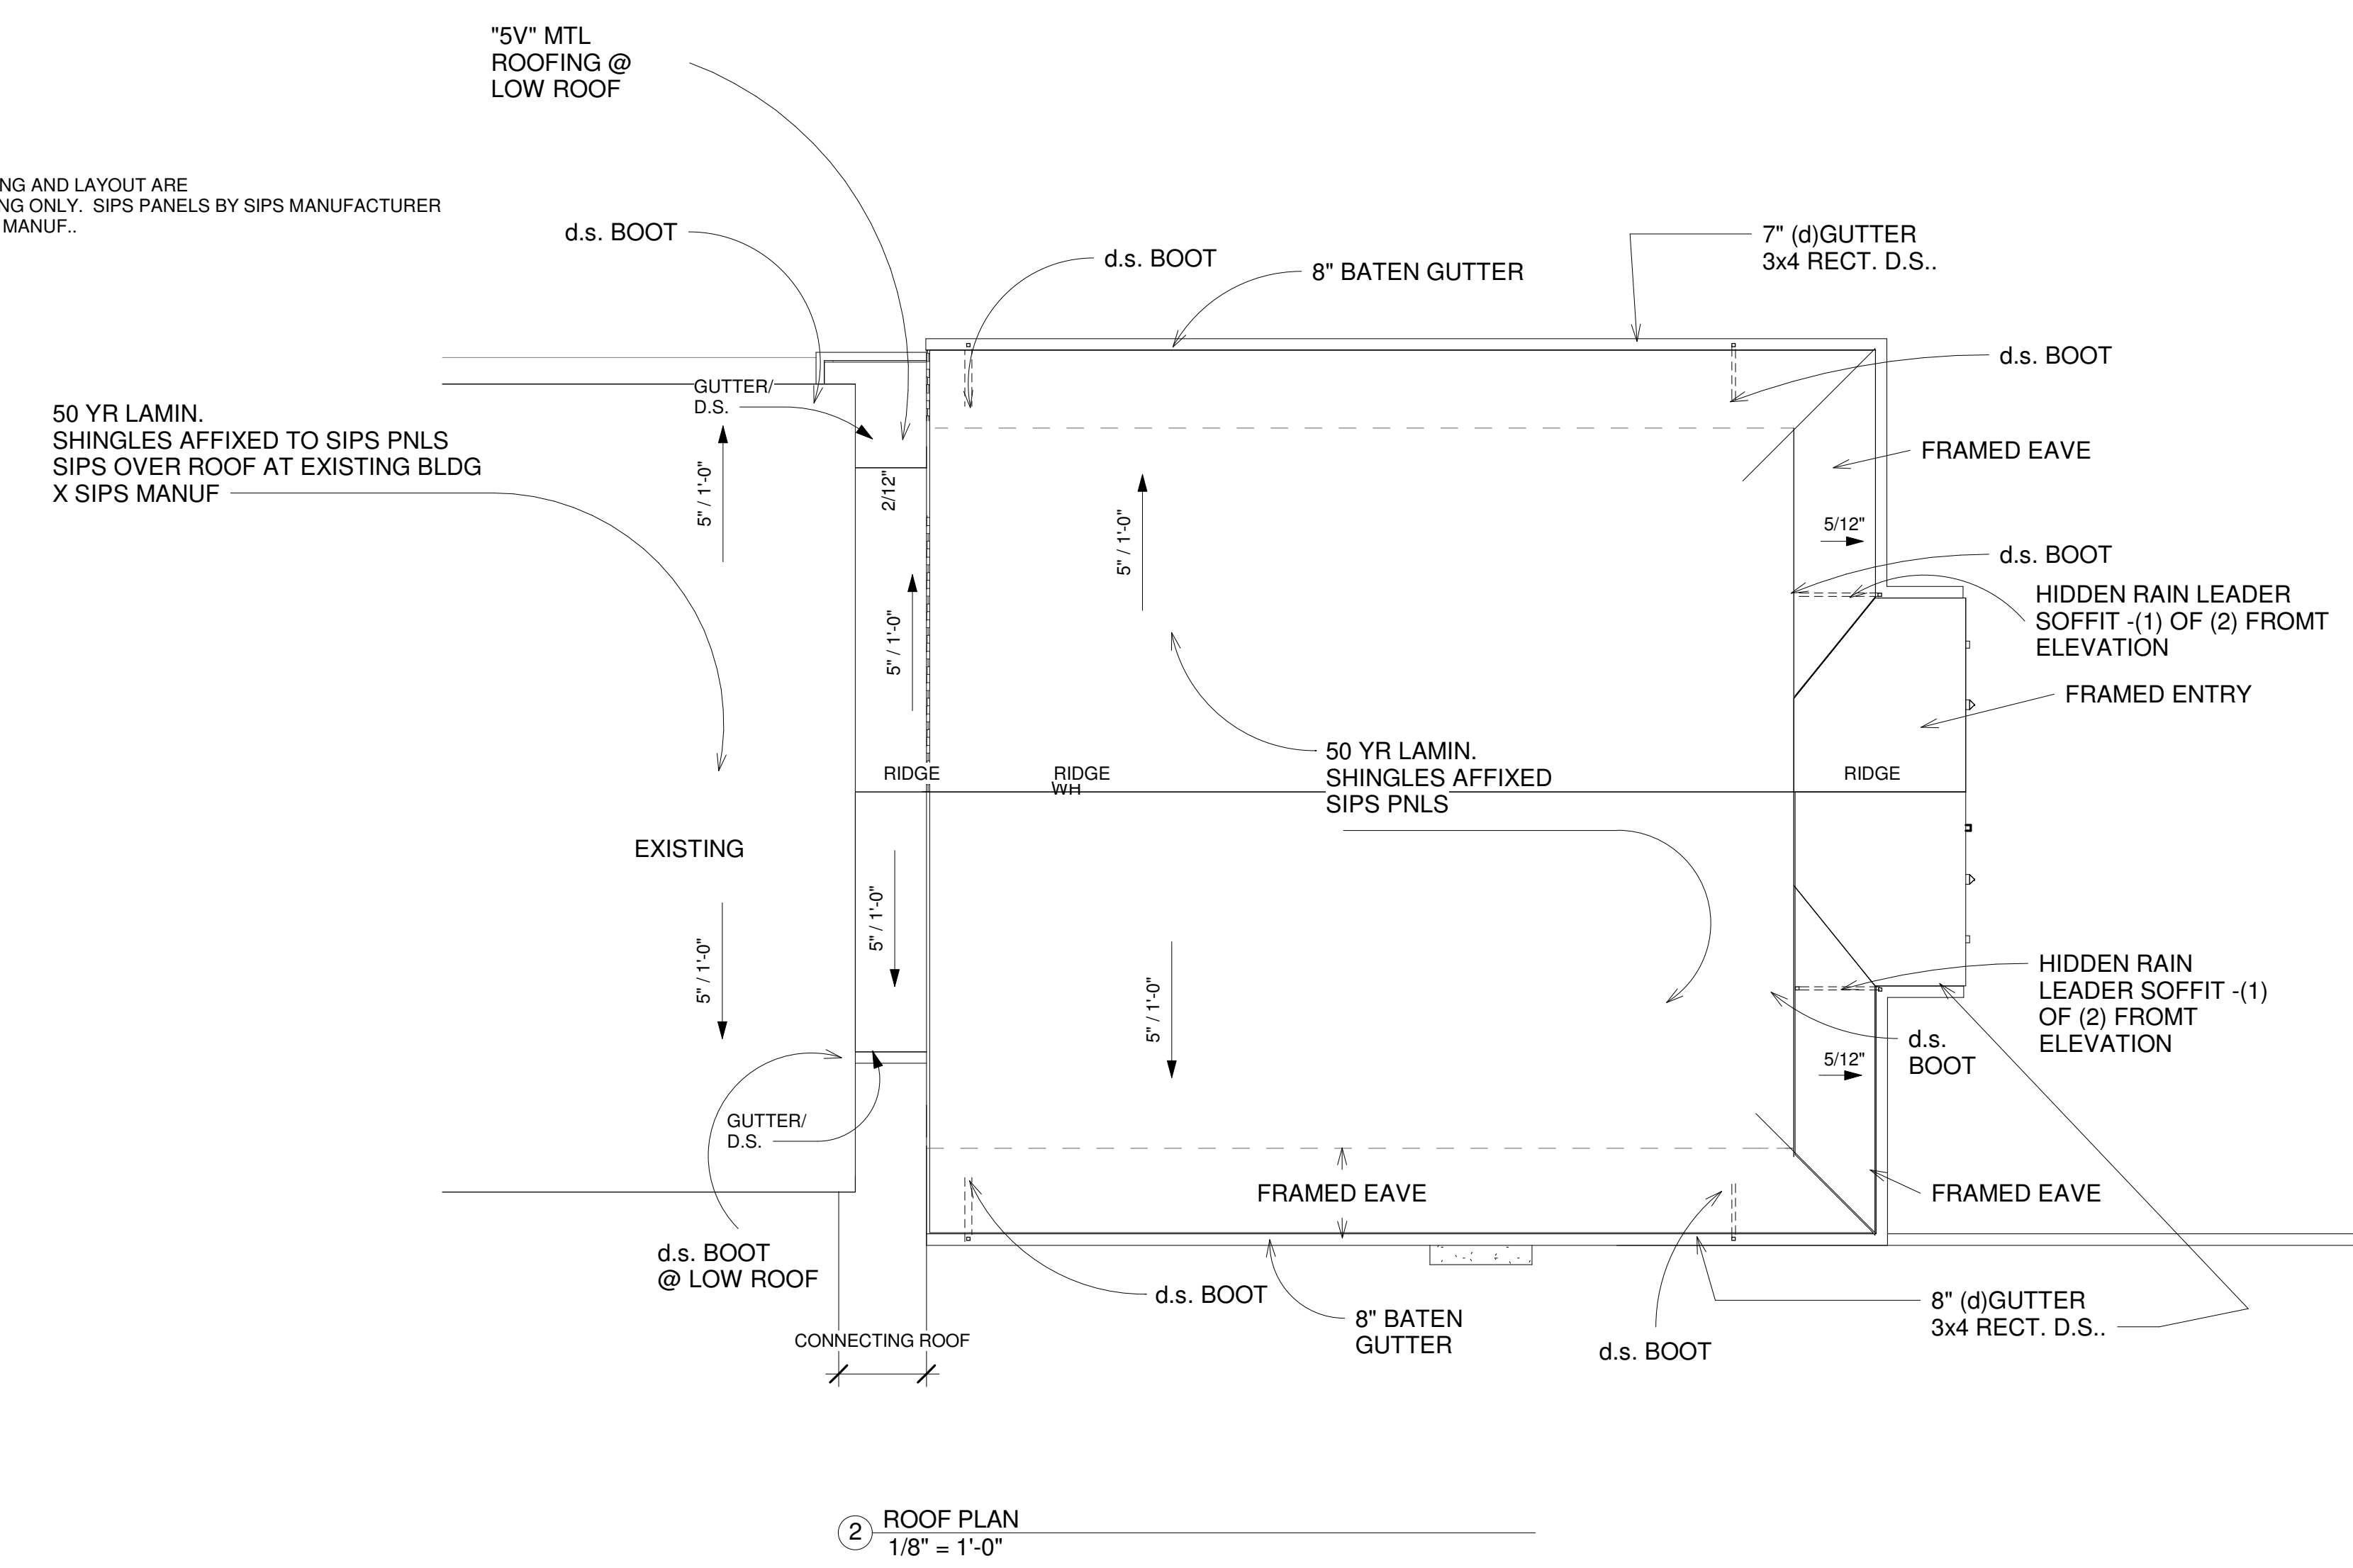 "5V" MTL
ROOFING @
LOW ROOF
NG AND LAYOUT ARE
NG ONLY.  SIPS PANELS BY SIPS MANUFACTURER
MANUF..
d.s. BOOT
d.s. BOOT
8" BATEN GUTTER
7" (d)GUTTER
3x4 RECT. D.S..
d.s. BOOT
GUTTER/
D.S.
50 YR LAMIN.
SHINGLES AFFIXED TO SIPS PNLS
SIPS OVER ROOF AT EXISTING BLDG
X SIPS MANUF
5" / 1'-0"
2/12"
5" / 1'-0"
5" / 1'-0"
FRAMED EAVE
5/12"
d.s. BOOT
HIDDEN RAIN LEADER
SOFFIT -(1) OF (2) FROMT
ELEVATION
FRAMED ENTRY
RIDGE
RIDGE
WH
50 YR LAMIN.
SHINGLES AFFIXED
SIPS PNLS
RIDGE
EXISTING
5" / 1'-0"
5" / 1'-0"
5" / 1'-0"
HIDDEN RAIN
LEADER SOFFIT -(1)
OF (2) FROMT
ELEVATION
d.s.
BOOT
5/12"
GUTTER/
D.S.
FRAMED EAVE
FRAMED EAVE
d.s. BOOT
@ LOW ROOF
d.s. BOOT
8" BATEN
GUTTER
d.s. BOOT
8" (d)GUTTER
3x4 RECT. D.S..
CONNECTING ROOF
2 ROOF PLAN
1/8" = 1'-0"